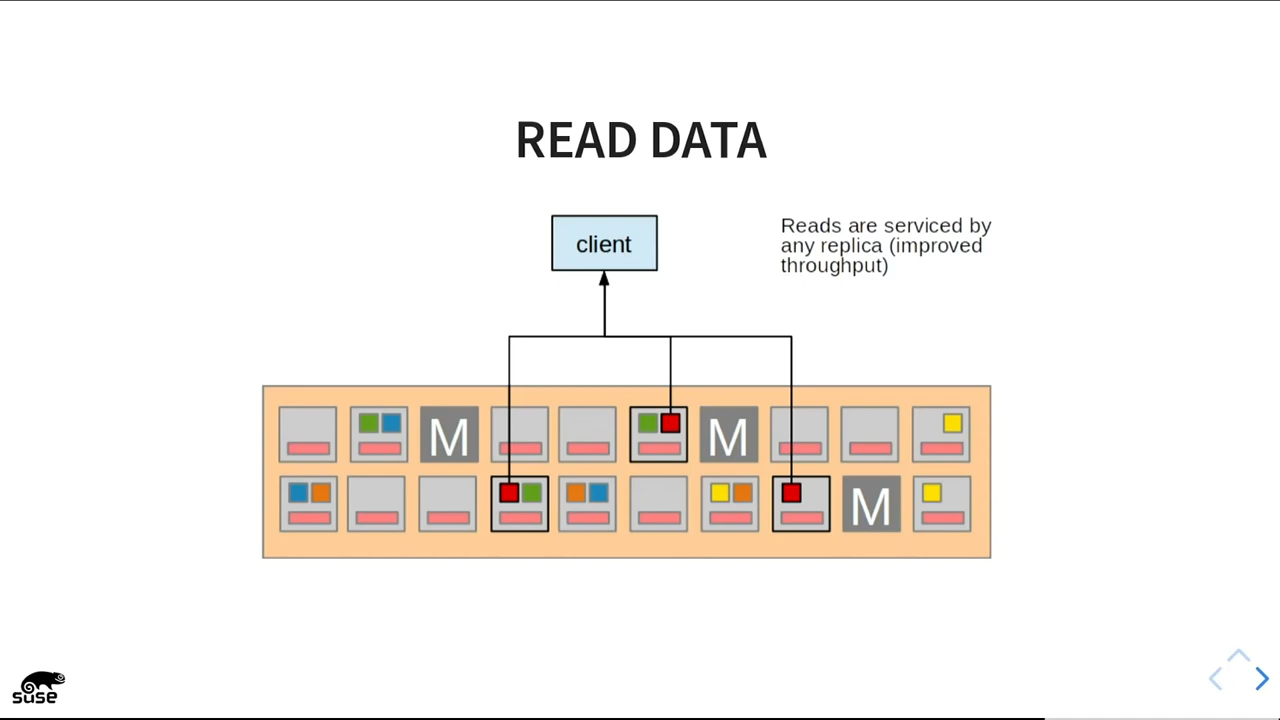 READ DATA
client
Reads are serviced by
any replica (improved
throughput)
M
M
M
suse